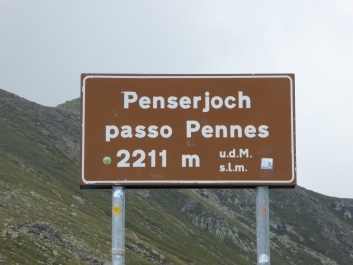 Penserjoch
passo Pennes
2211 m u.d.M.
s.l.m.